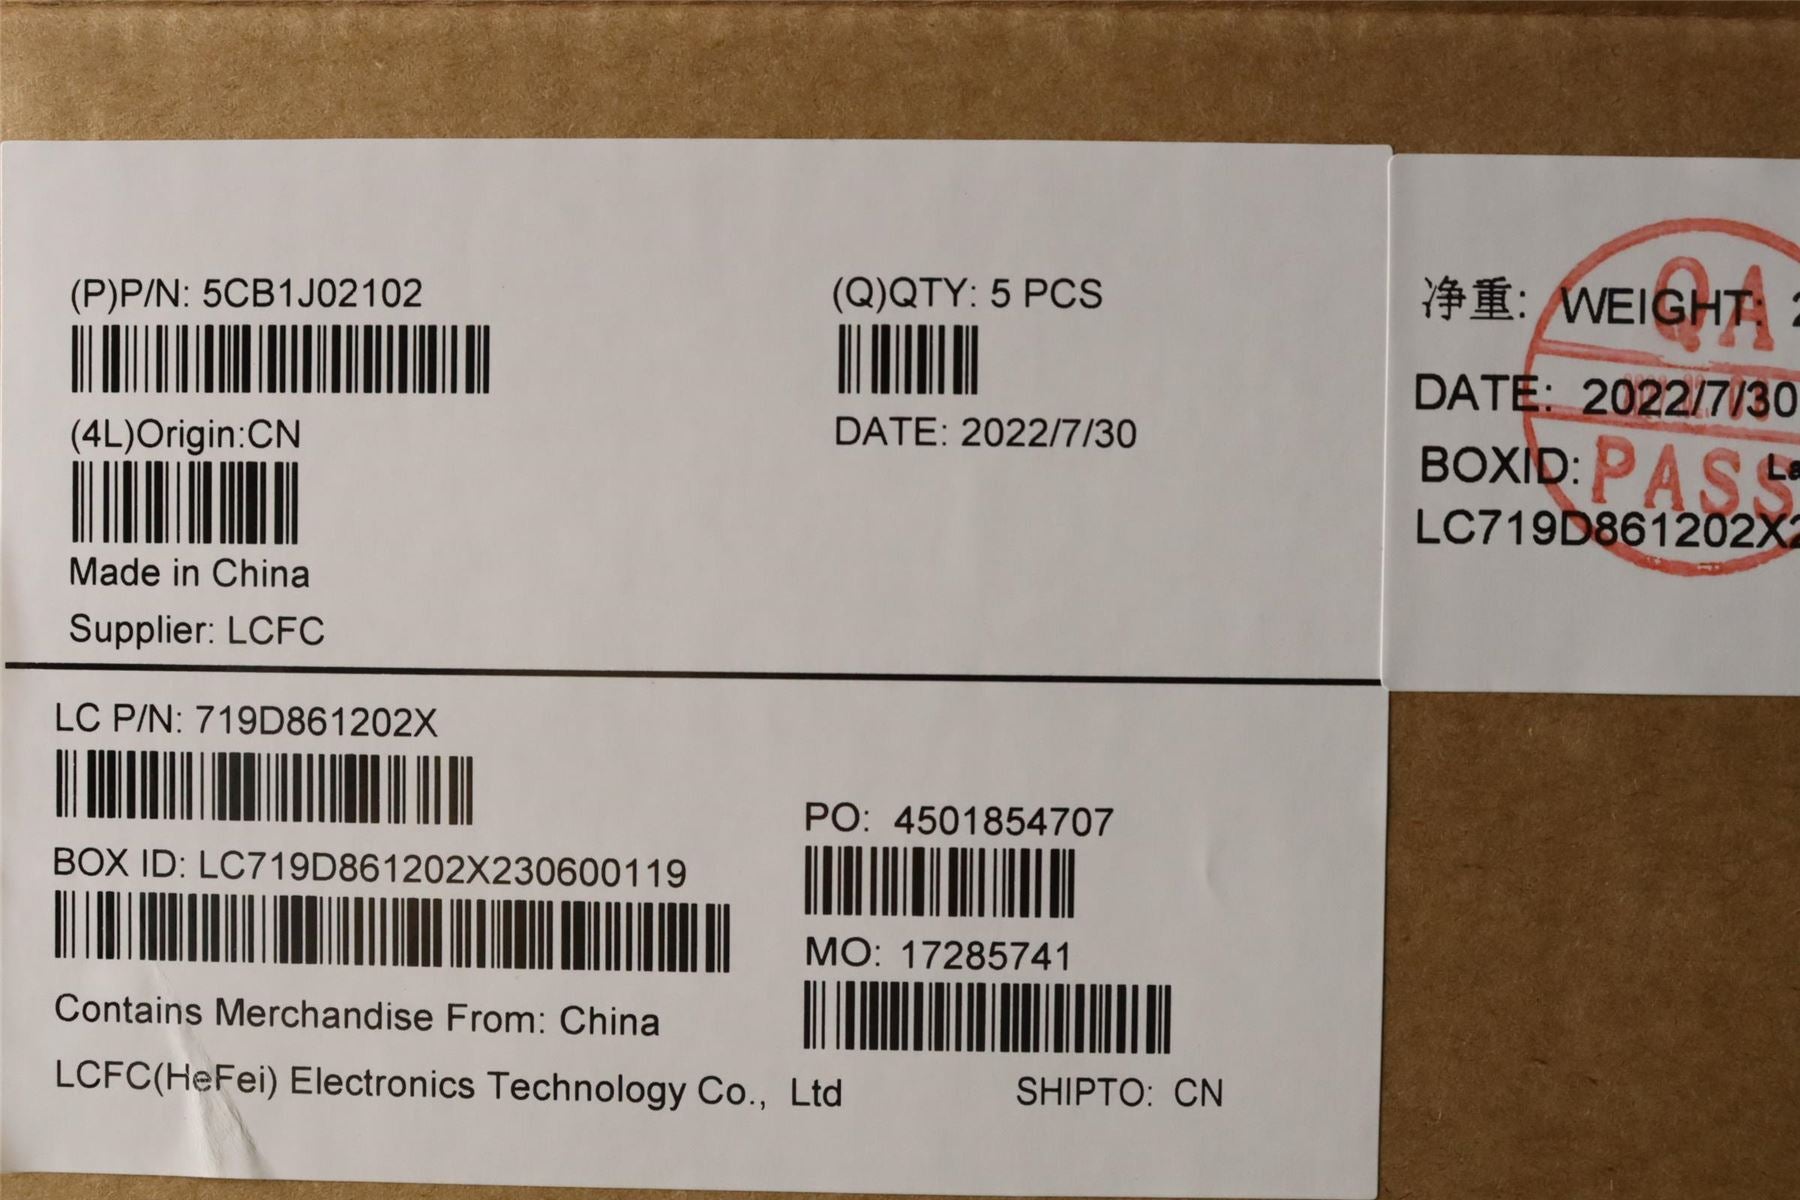 (P)P/N: 5CB1J02102
(Q)QTY: 5 PCS
(4L)Origin:CN
DATE: 2022/7/30
Made in China
Supplier: LCFC
LC P/N: 719D861202X
BOX ID: LC719D861202X230600119
PO: 4501854707
MO: 17285741
Contains Merchandise From: China
LCFC(HeFei) Electronics Technology Co., Ltd
SHIPTO: CN
净重: WEIGHT:
DATE: 2022/7/30
BOXID:
LC719D861202X
QA
PASS